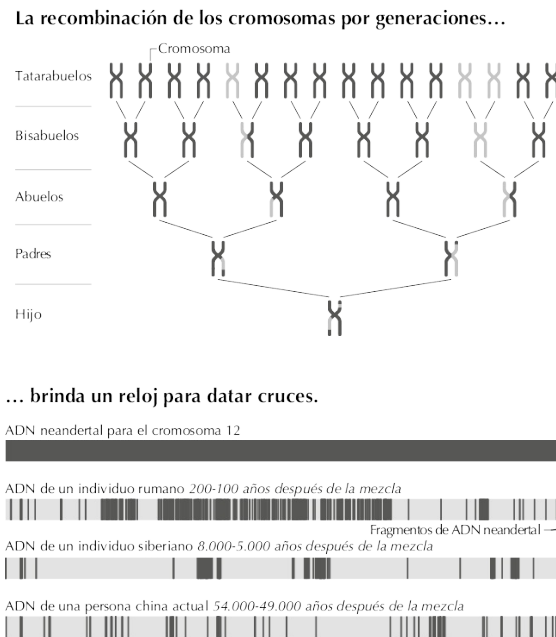 La recombinación de los cromosomas por generaciones…
Cromosoma
Tatarabuelos
Bisabuelos
Abuelos
Padres
Hijo
… brinda un reloj para datar cruces.
ADN neandertal para el cromosoma 12
ADN de un individuo rumano 200-100 años después de la mezcla
Fragmentos de ADN neandertal
ADN de un individuo siberiano 8.000-5.000 años después de la mezcla
ADN de una persona china actual 54.000-49.000 años después de la mezcla